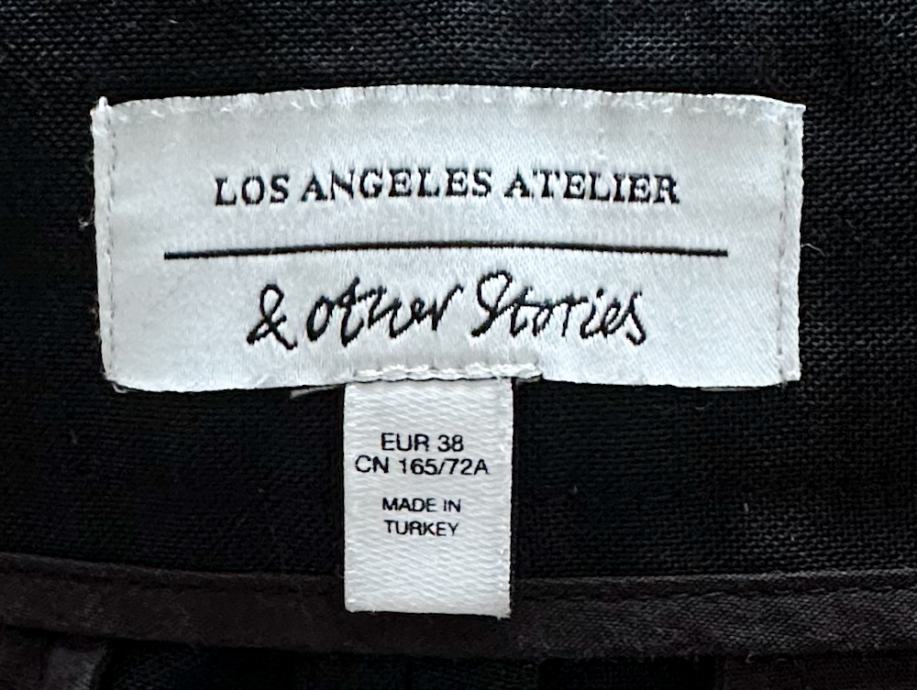 LOS ANGELES ATELIER
& other Stories
EUR 38
CN 165/72A
MADE IN
TURKEY